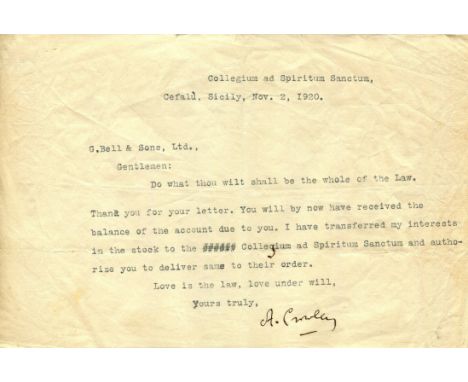 Collegium ad Spiritum Sanctum,
Cefalù, Sicily, Nov. 2, 1920.
G.Bell & Sons, Ltd.,
Gentlemen:
Do what thou wilt shall be the whole of the Law.
Thank you for your letter. You will by now have received the
balance of the account due to you. I have transferred my interests
in the stock to the Collegium ad Spiritum Sanctum and autho-
rise you to deliver same to their order.
Love is the law, love under will,
Yours truly,
A. Crowley